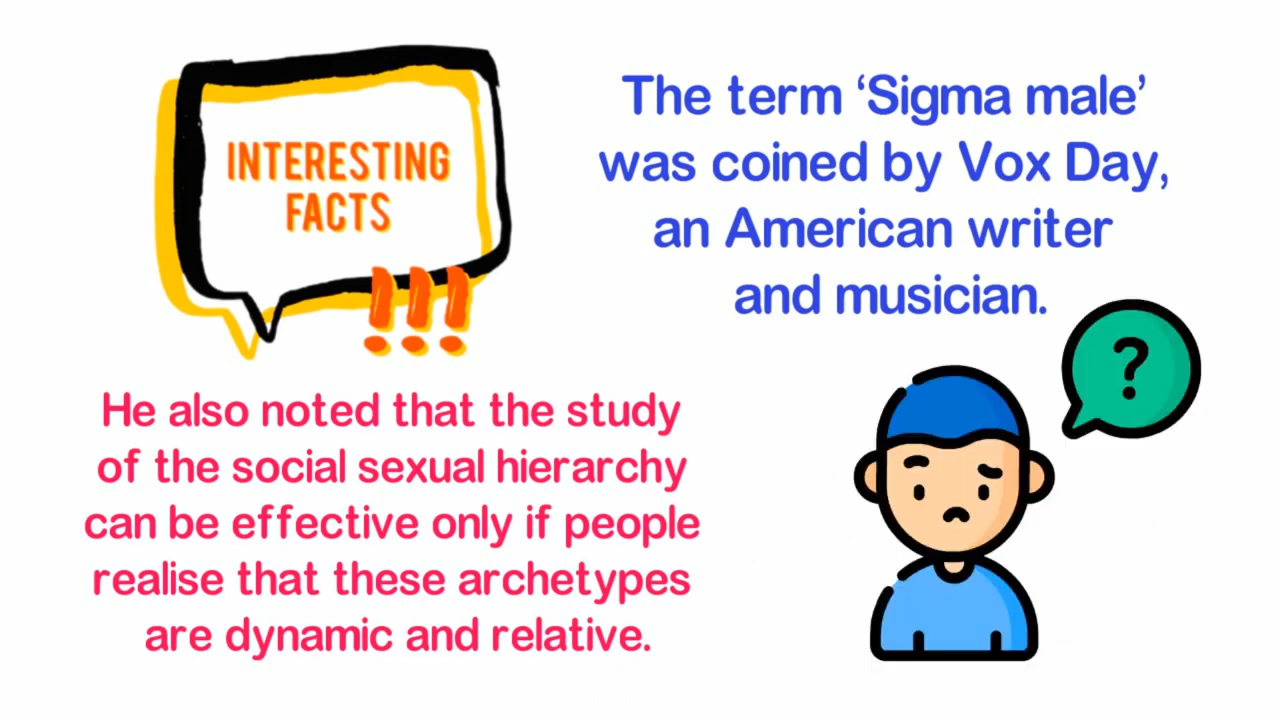 INTERESTING
FACTS
!!!
The term ‘Sigma male’
was coined by Vox Day,
an American writer
and musician.
?
He also noted that the study
of the social sexual hierarchy
can be effective only if people
realise that these archetypes
are dynamic and relative.